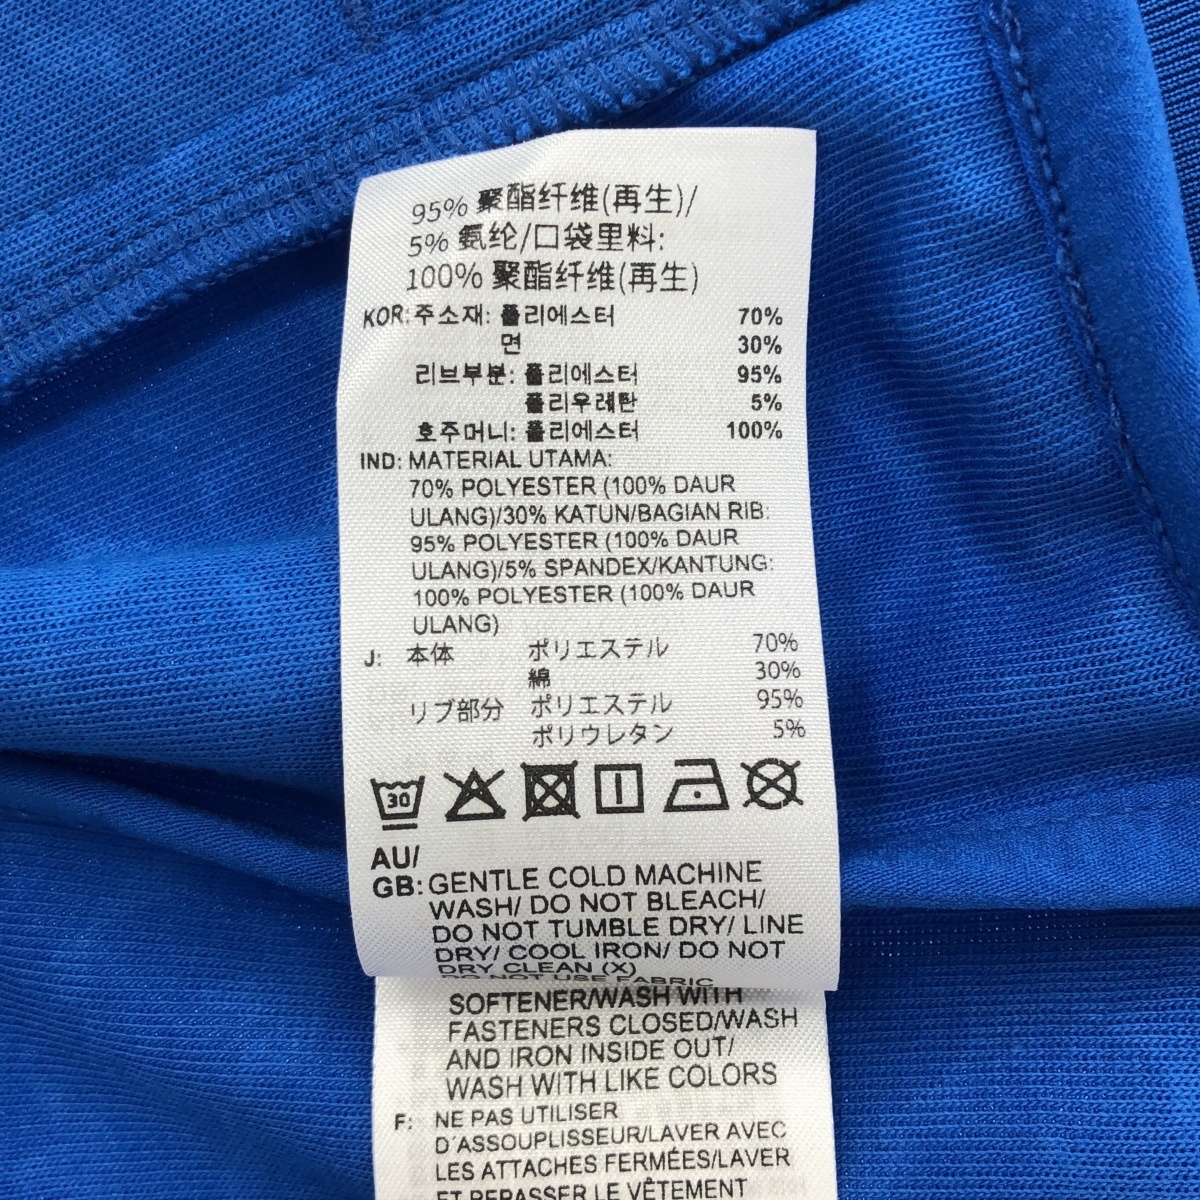 95% 聚酯纤维(再生)/
5% 氨纶/口袋里料:
100% 聚酯纤维(再生)
KOR: 주소재: 폴리에스터 70%
면 30%
리브부분: 폴리에스터 95%
폴리우레탄 5%
호주머니: 폴리에스터 100%
IND: MATERIAL UTAMA:
70% POLYESTER (100% DAUR
ULANG)/30% KATUN/BAGIAN RIB:
95% POLYESTER (100% DAUR
ULANG)/5% SPANDEX/KANTUNG:
100% POLYESTER (100% DAUR
ULANG)
J: 本体 ポリエステル 70%
綿 30%
リブ部分 ポリエステル 95%
ポリウレタン 5%
30
AU/
GB: GENTLE COLD MACHINE
WASH/ DO NOT BLEACH/
DO NOT TUMBLE DRY/ LINE
DRY/ COOL IRON/ DO NOT
DRY CLEAN (X)
DO NOT USE FABRIC
SOFTENER/WASH WITH
FASTENERS CLOSED/WASH
AND IRON INSIDE OUT/
WASH WITH LIKE COLORS
F: NE PAS UTILISER
D´ASSOUPLISSEUR/LAVER AVEC
LES ATTACHES FERMÉES/LAVER
ET REPASSER LE VÊTEMENT